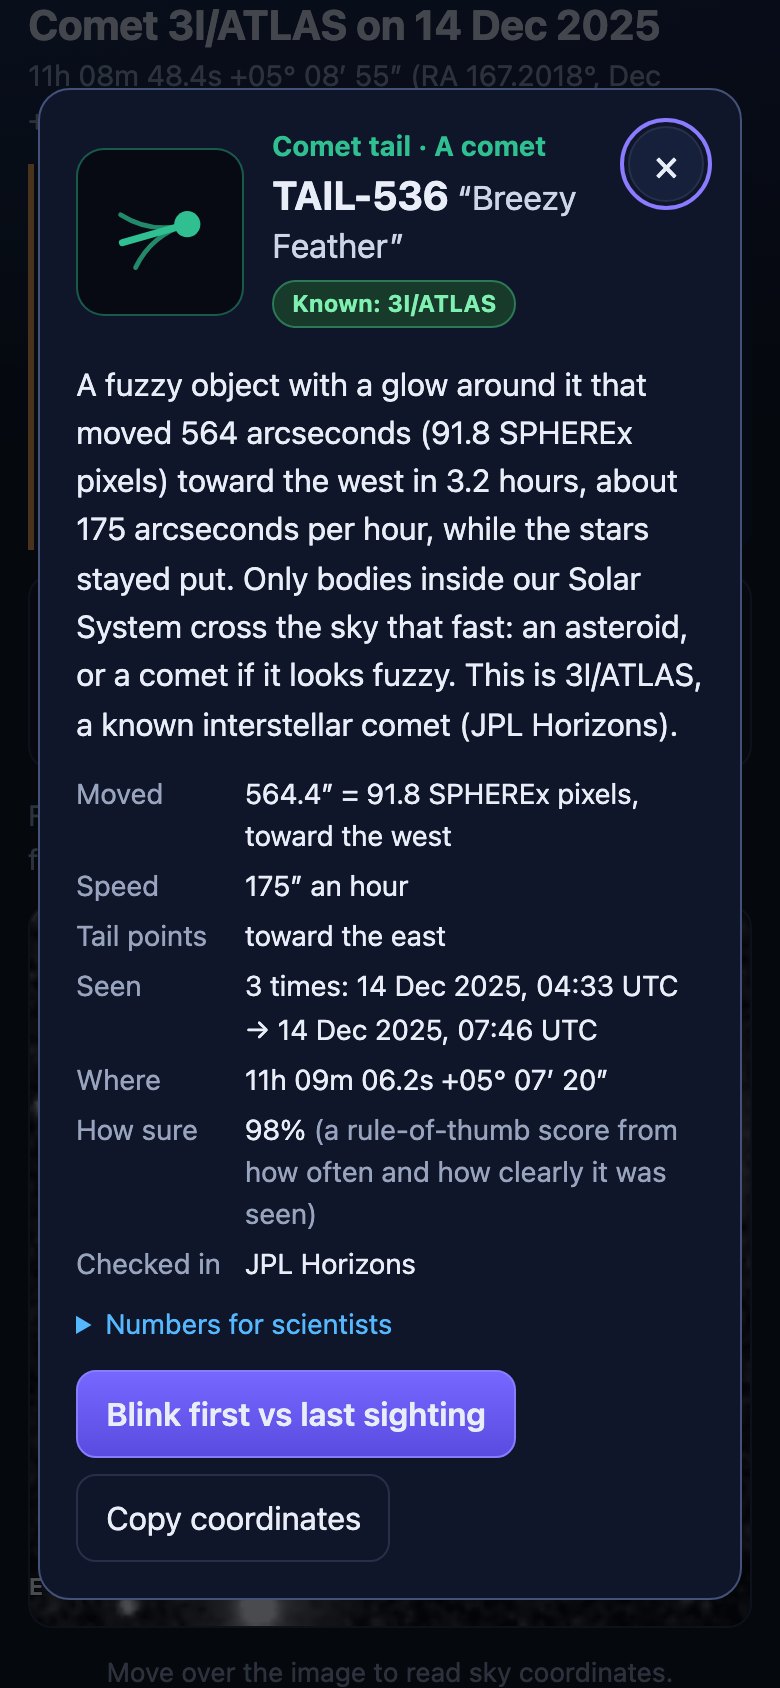 Comet 3I/ATLAS on 14 Dec 2025
11h 08m 48.4s +05° 08′ 55″ (RA 167.2018°, Dec
Comet tail · A comet
TAIL-536 “Breezy
Feather”
Known: 3I/ATLAS
A fuzzy object with a glow around it that
moved 564 arcseconds (91.8 SPHEREx
pixels) toward the west in 3.2 hours, about
175 arcseconds per hour, while the stars
stayed put. Only bodies inside our Solar
System cross the sky that fast: an asteroid,
or a comet if it looks fuzzy. This is 3I/ATLAS,
a known interstellar comet (JPL Horizons).
Moved 564.4″ = 91.8 SPHEREx pixels,
toward the west
Speed 175″ an hour
Tail points toward the east
Seen 3 times: 14 Dec 2025, 04:33 UTC
→ 14 Dec 2025, 07:46 UTC
Where 11h 09m 06.2s +05° 07′ 20″
How sure 98% (a rule-of-thumb score from
how often and how clearly it was
seen)
Checked in JPL Horizons
▶ Numbers for scientists
Blink first vs last sighting
Copy coordinates
E
Move over the image to read sky coordinates.